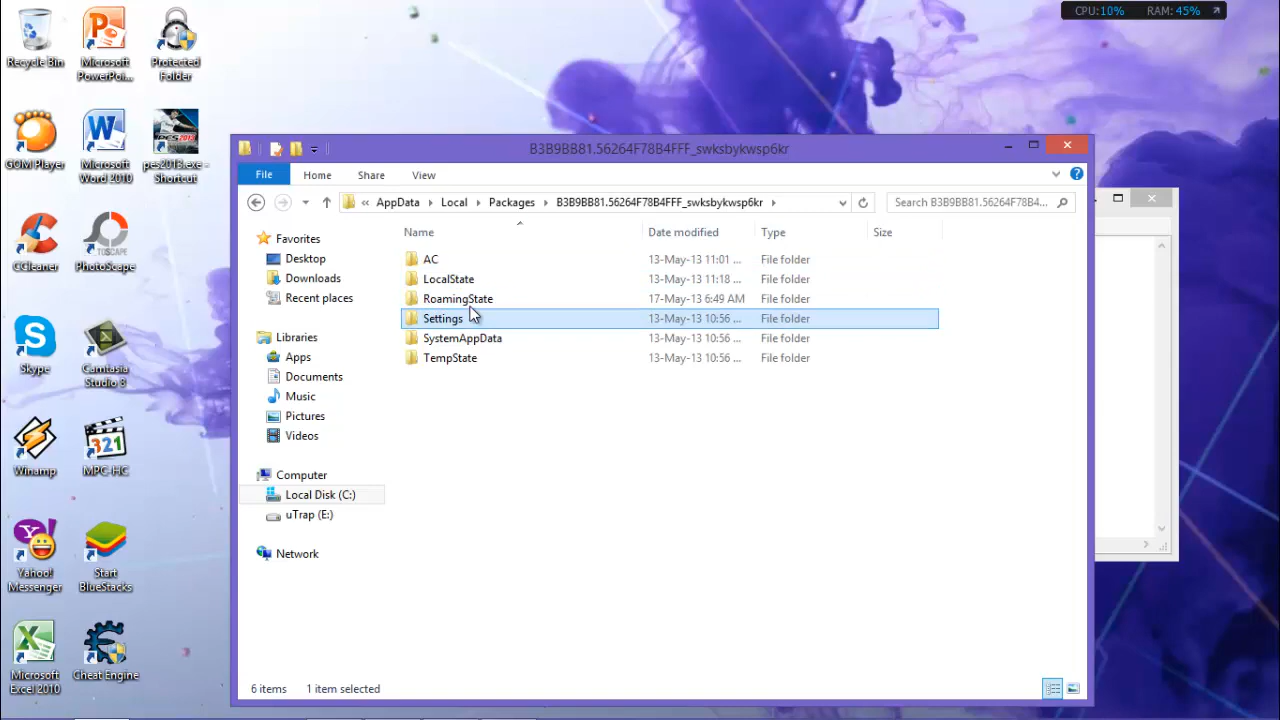 CPU:10% RAM: 45%
Recycle Bin
Microsoft
PowerPoi...
Protected
Folder
GOM Player
Microsoft
Word 2010
pes2013.exe -
Shortcut
CCleaner
PHOTOSCAPE
PhotoScape
Skype
Camtasia
Studio 8
Winamp
MPC-HC
Yahoo!
Messenger
Start
BlueStacks
Microsoft
Excel 2010
Cheat Engine
B3B9BB81.56264F78B4FFF_swksbykwsp6kr
File Home Share View
« AppData Local Packages B3B9BB81.56264F78B4FFF_swksbykwsp6kr
Search B3B9BB81.56264F78B4...
Name Date modified Type Size
AC 13-May-13 11:01 ... File folder
LocalState 13-May-13 11:18 ... File folder
RoamingState 17-May-13 6:49 AM File folder
Settings 13-May-13 10:56 ... File folder
SystemAppData 13-May-13 10:56 ... File folder
TempState 13-May-13 10:56 ... File folder
Favorites
Desktop
Downloads
Recent places
Libraries
Apps
Documents
Music
Pictures
Videos
Computer
Local Disk (C:)
uTrap (E:)
Network
6 items 1 item selected